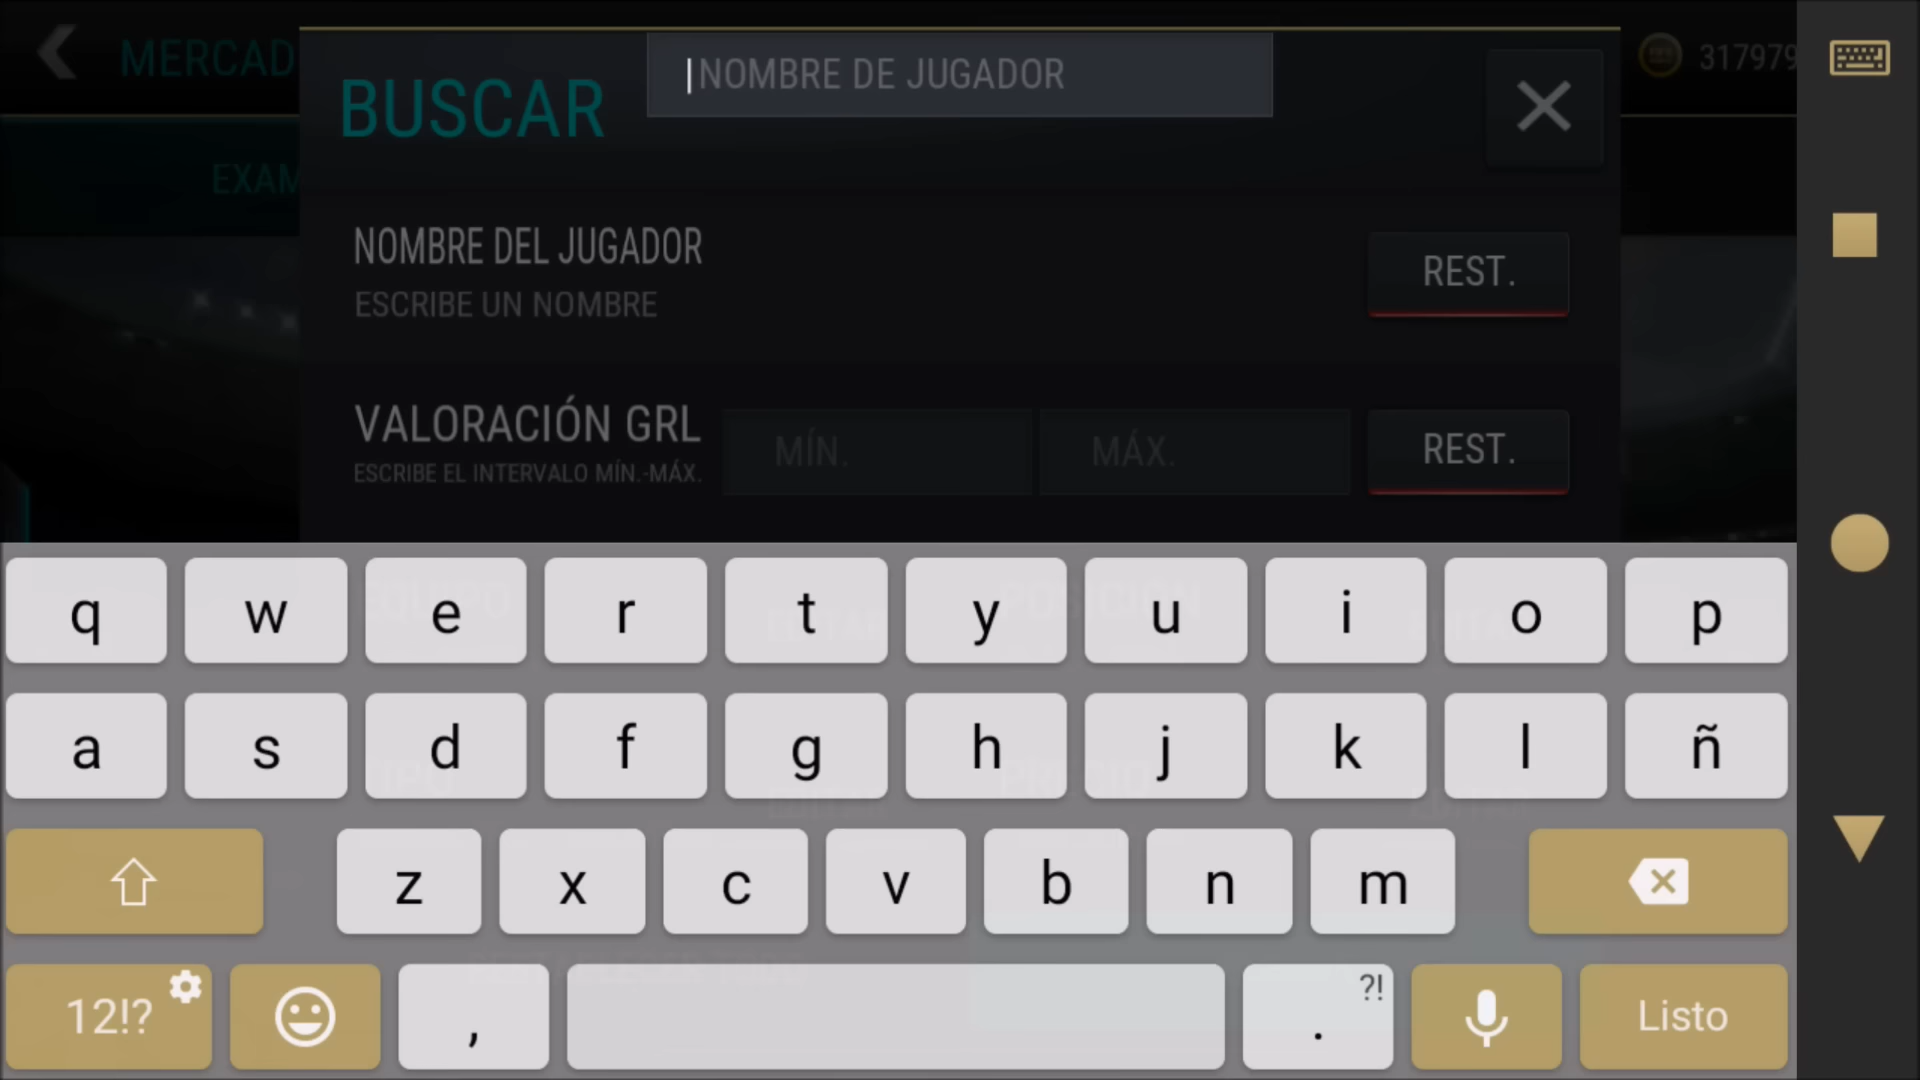 MERCAD
317979
BUSCAR
NOMBRE DE JUGADOR
EXAM
NOMBRE DEL JUGADOR
ESCRIBE UN NOMBRE
REST.
VALORACIÓN GRL
ESCRIBE EL INTERVALO MÍN.-MÁX.
MÍN.
MÁX.
REST.
q w e r t y u i o p
a s d f g h j k l ñ
z x c v b n m
12!? , . ?! Listo